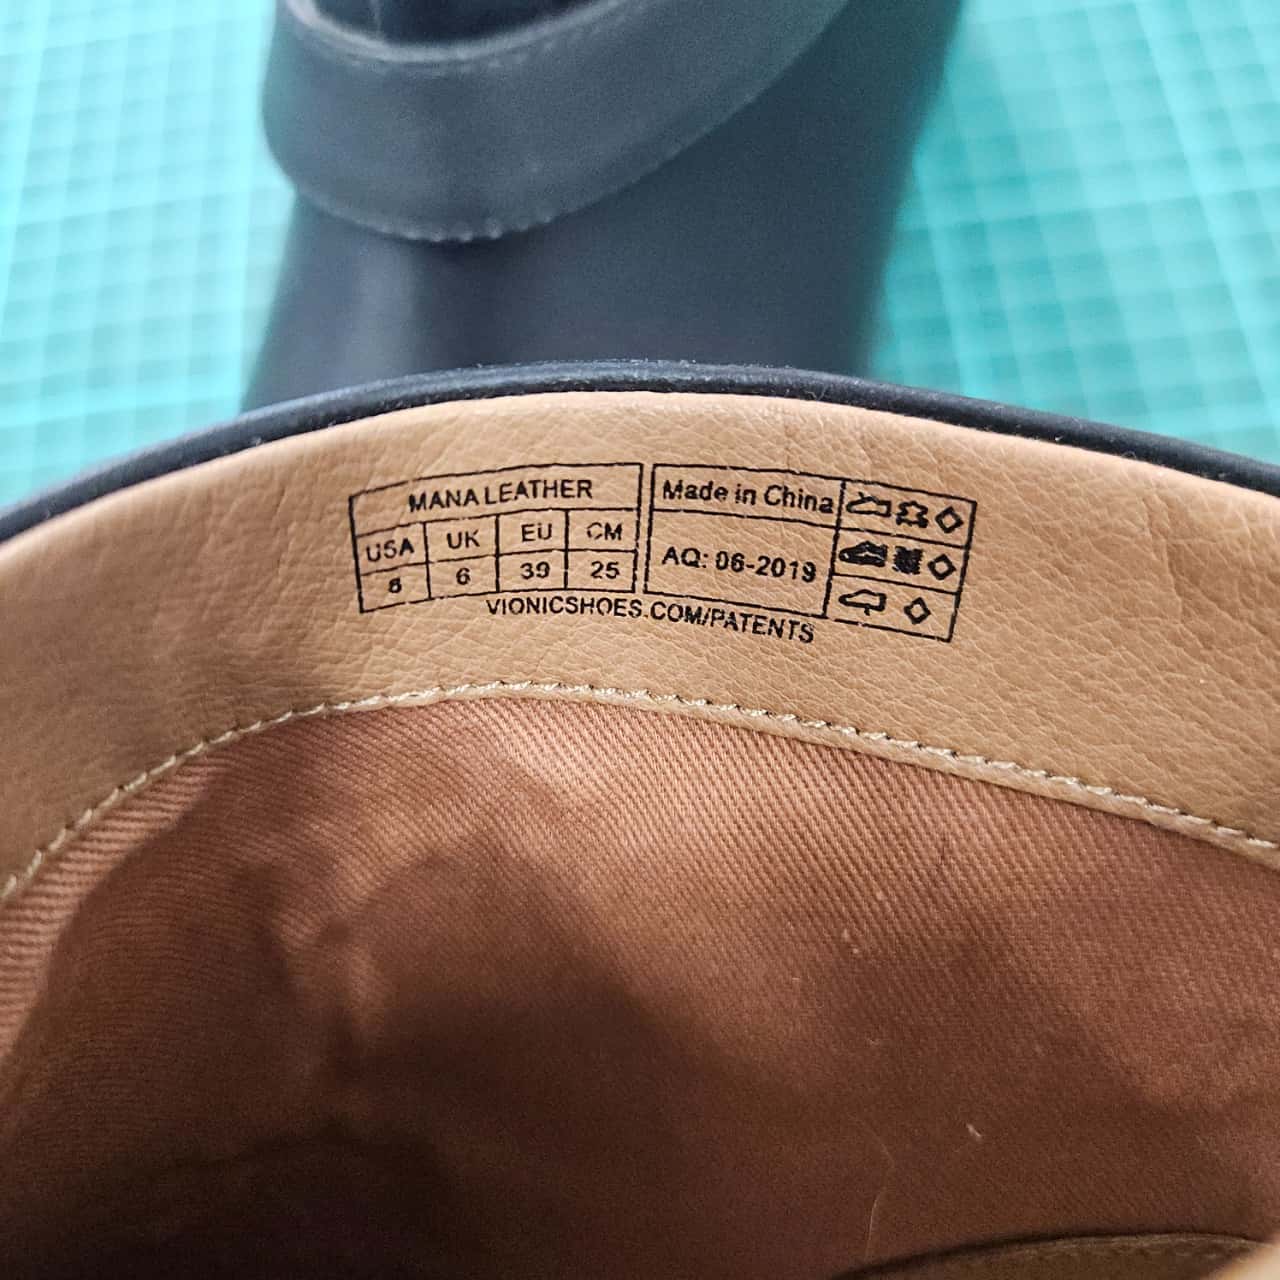 MANA LEATHER
USA UK EU CM
8 6 39 25
Made in China
AQ: 06-2019
VIONICSHOES.COM/PATENTS